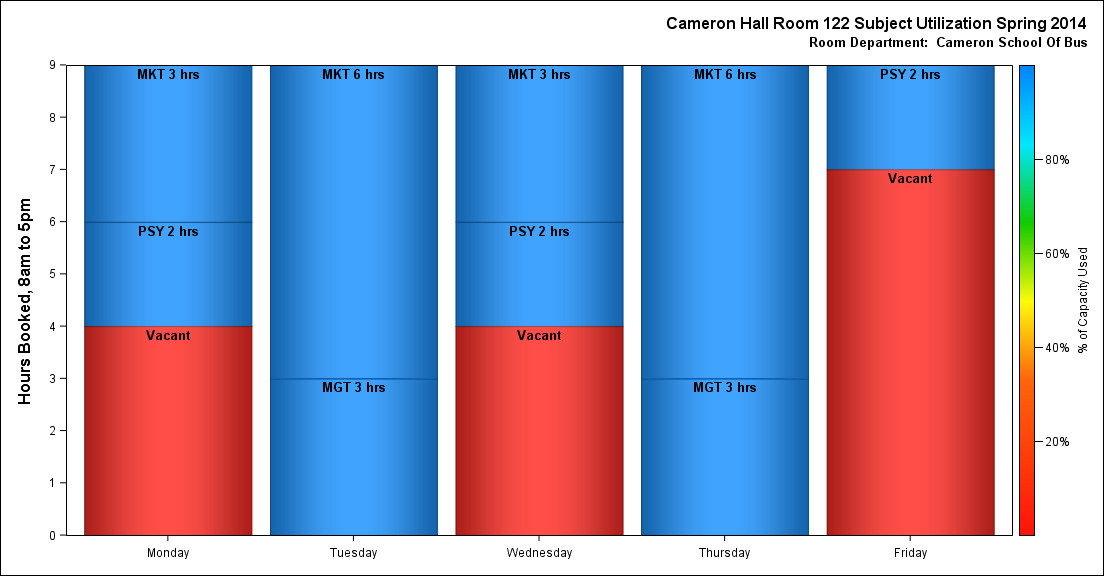 Cameron Hall Room 122 Subject Utilization Spring 2014
Room Department:  Cameron School Of Bus
Hours Booked, 8am to 5pm
9
8
7
6
5
4
3
2
1
0
MKT 3 hrs
PSY 2 hrs
Vacant
MKT 6 hrs
MGT 3 hrs
MKT 3 hrs
PSY 2 hrs
Vacant
MKT 6 hrs
MGT 3 hrs
PSY 2 hrs
Vacant
Monday
Tuesday
Wednesday
Thursday
Friday
80%
60%
40%
20%
% of Capacity Used